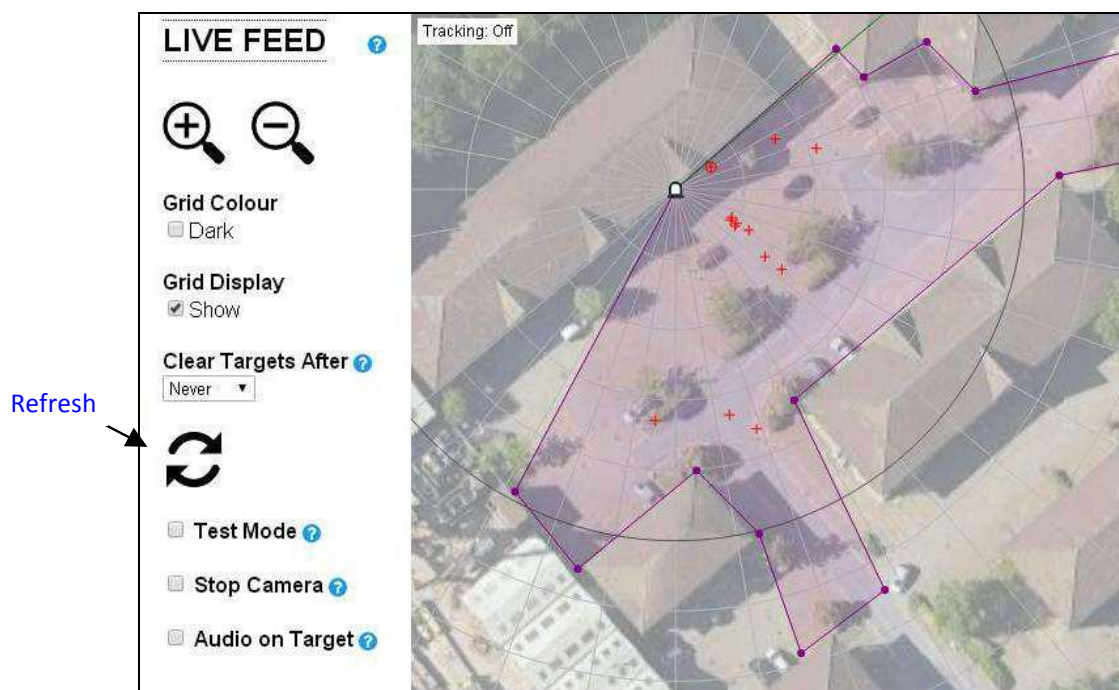 LIVE FEED ?
Tracking: Off
Grid Colour
Dark
Grid Display
Show
Clear Targets After ?
Never
Refresh
Test Mode ?
Stop Camera ?
Audio on Target ?